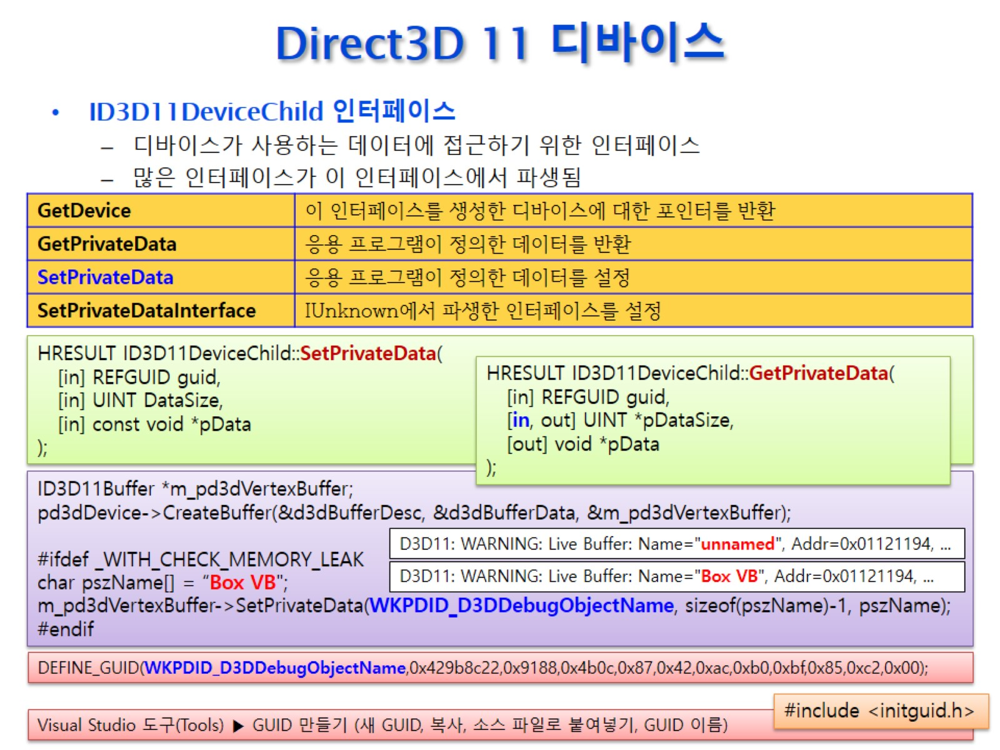 Direct3D 11 디바이스
• ID3D11DeviceChild 인터페이스
– 디바이스가 사용하는 데이터에 접근하기 위한 인터페이스
– 많은 인터페이스가 이 인터페이스에서 파생됨
GetDevice 이 인터페이스를 생성한 디바이스에 대한 포인터를 반환
GetPrivateData 응용 프로그램이 정의한 데이터를 반환
SetPrivateData 응용 프로그램이 정의한 데이터를 설정
SetPrivateDataInterface IUnknown에서 파생한 인터페이스를 설정
HRESULT ID3D11DeviceChild::SetPrivateData(
[in] REFGUID guid,
[in] UINT DataSize,
[in] const void *pData
);
HRESULT ID3D11DeviceChild::GetPrivateData(
[in] REFGUID guid,
[in, out] UINT *pDataSize,
[out] void *pData
);
ID3D11Buffer *m_pd3dVertexBuffer;
pd3dDevice->CreateBuffer(&d3dBufferDesc, &d3dBufferData, &m_pd3dVertexBuffer);
D3D11: WARNING: Live Buffer: Name="unnamed", Addr=0x01121194, ...
D3D11: WARNING: Live Buffer: Name="Box VB", Addr=0x01121194, ...
#ifdef _WITH_CHECK_MEMORY_LEAK
char pszName[] = “Box VB";
m_pd3dVertexBuffer->SetPrivateData(WKPDID_D3DDebugObjectName, sizeof(pszName)-1, pszName);
#endif
DEFINE_GUID(WKPDID_D3DDebugObjectName,0x429b8c22,0x9188,0x4b0c,0x87,0x42,0xac,0xb0,0xbf,0x85,0xc2,0x00);
#include <initguid.h>
Visual Studio 도구(Tools) ▶ GUID 만들기 (새 GUID, 복사, 소스 파일로 붙여넣기, GUID 이름)